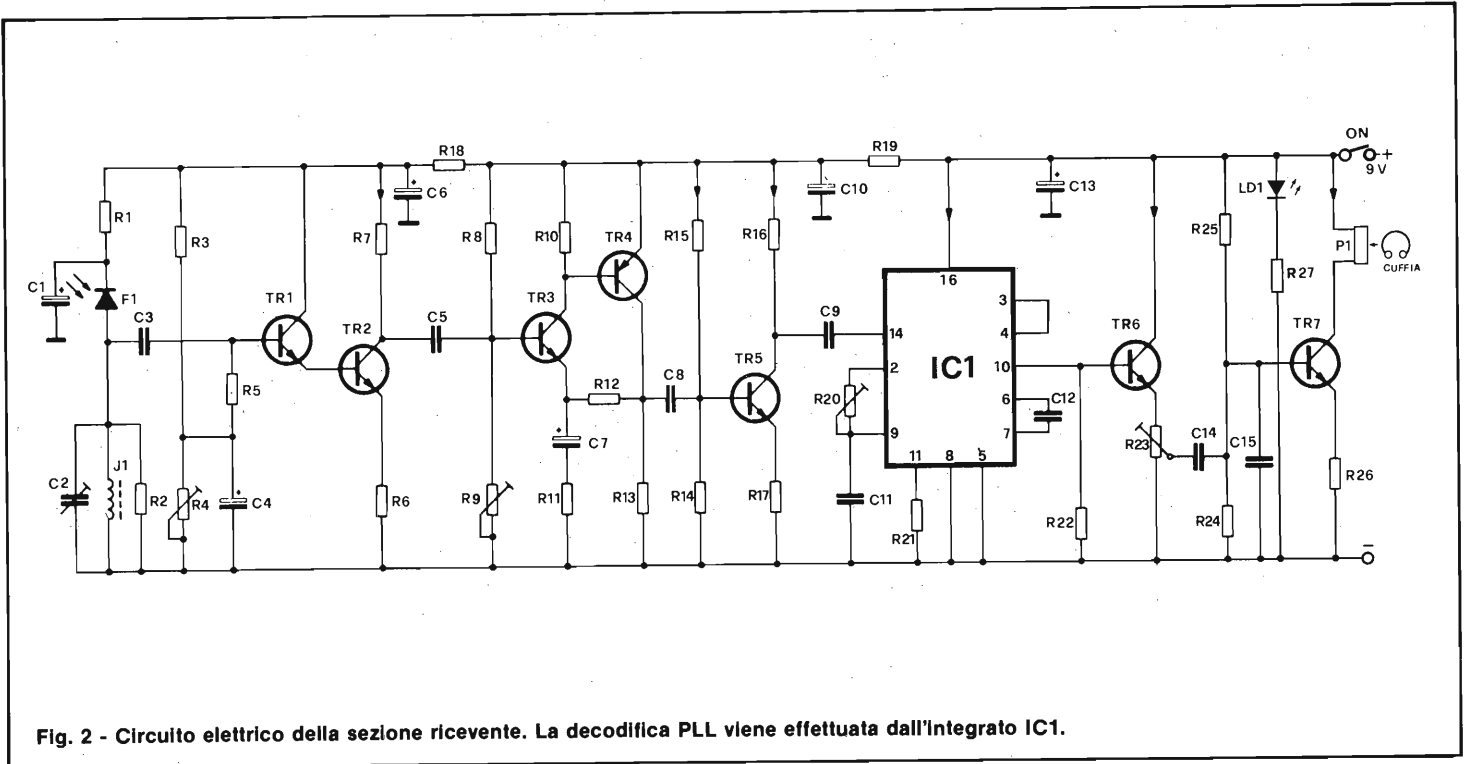 ON
R18
R19
+
9 V
C6
C10
C13
LD1
R1
R3
R7
R8
R10
TR4
R15
R16
R25
P1
CUFFIA
16
R27
C1
F1
C3
TR1
TR2
C5
TR3
C9
3
4
TR6
TR7
14
2
IC1
10
R5
R12
C8
TR5
R20
6
C12
7
9
R23
C14
C15
C7
C2
J1
R2
R4
C4
R6
R9
R11
R13
R14
R17
C11
11
8
5
R21
R22
R24
R26
−
Fig. 2 - Circuito elettrico della sezione ricevente. La decodifica PLL viene effettuata dall'integrato IC1.